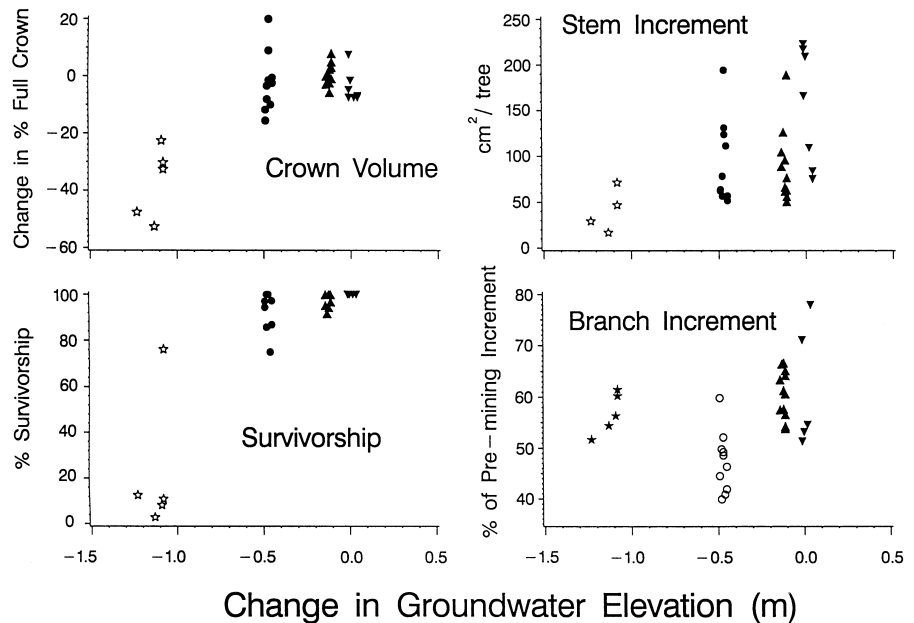 Change in % Full Crown
20
0
−20
−40
−60
Crown Volume
cm²/ tree
250
200
150
100
50
0
Stem Increment
% Survivorship
100
80
60
40
20
0
Survivorship
−1.5 −1.0 −0.5 0.0 0.5
% of Pre−mining Increment
80
70
60
50
40
Branch Increment
−1.5 −1.0 −0.5 0.0 0.5
Change in Groundwater Elevation (m)